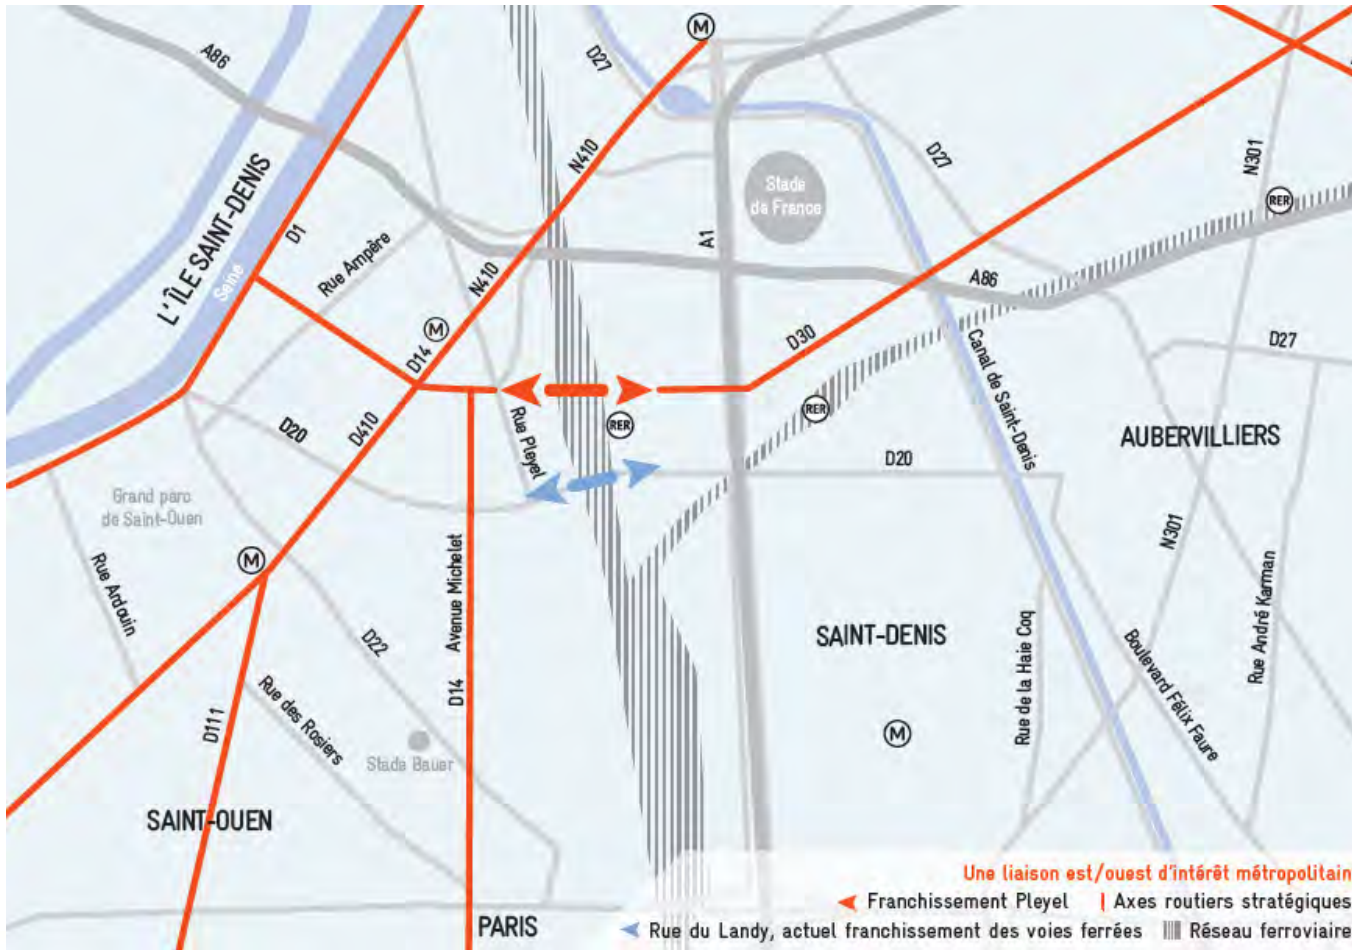 M
A86
D27
N410
D27
N301
L'ÎLE SAINT-DENIS
Stade
de France
RER
D1
A1
Rue Ampère
Seine
N410
A86
M
D14
D30
Canal de Saint-Denis
D27
RER
RER
D20
D410
Rue Pleyel
AUBERVILLIERS
D20
Grand parc
de Saint-Ouen
M
Rue Ardouin
Avenue Michelet
N301
D22
D14
SAINT-DENIS
Rue de la Haie Coq
Boulevard Félix Faure
Rue André Karman
D111
Rue des Rosiers
M
Stade Bauer
SAINT-OUEN
PARIS
Une liaison est/ouest d'intérêt métropolitain
Franchissement Pleyel
Axes routiers stratégiques
Rue du Landy, actuel franchissement des voies ferrées
Réseau ferroviaire